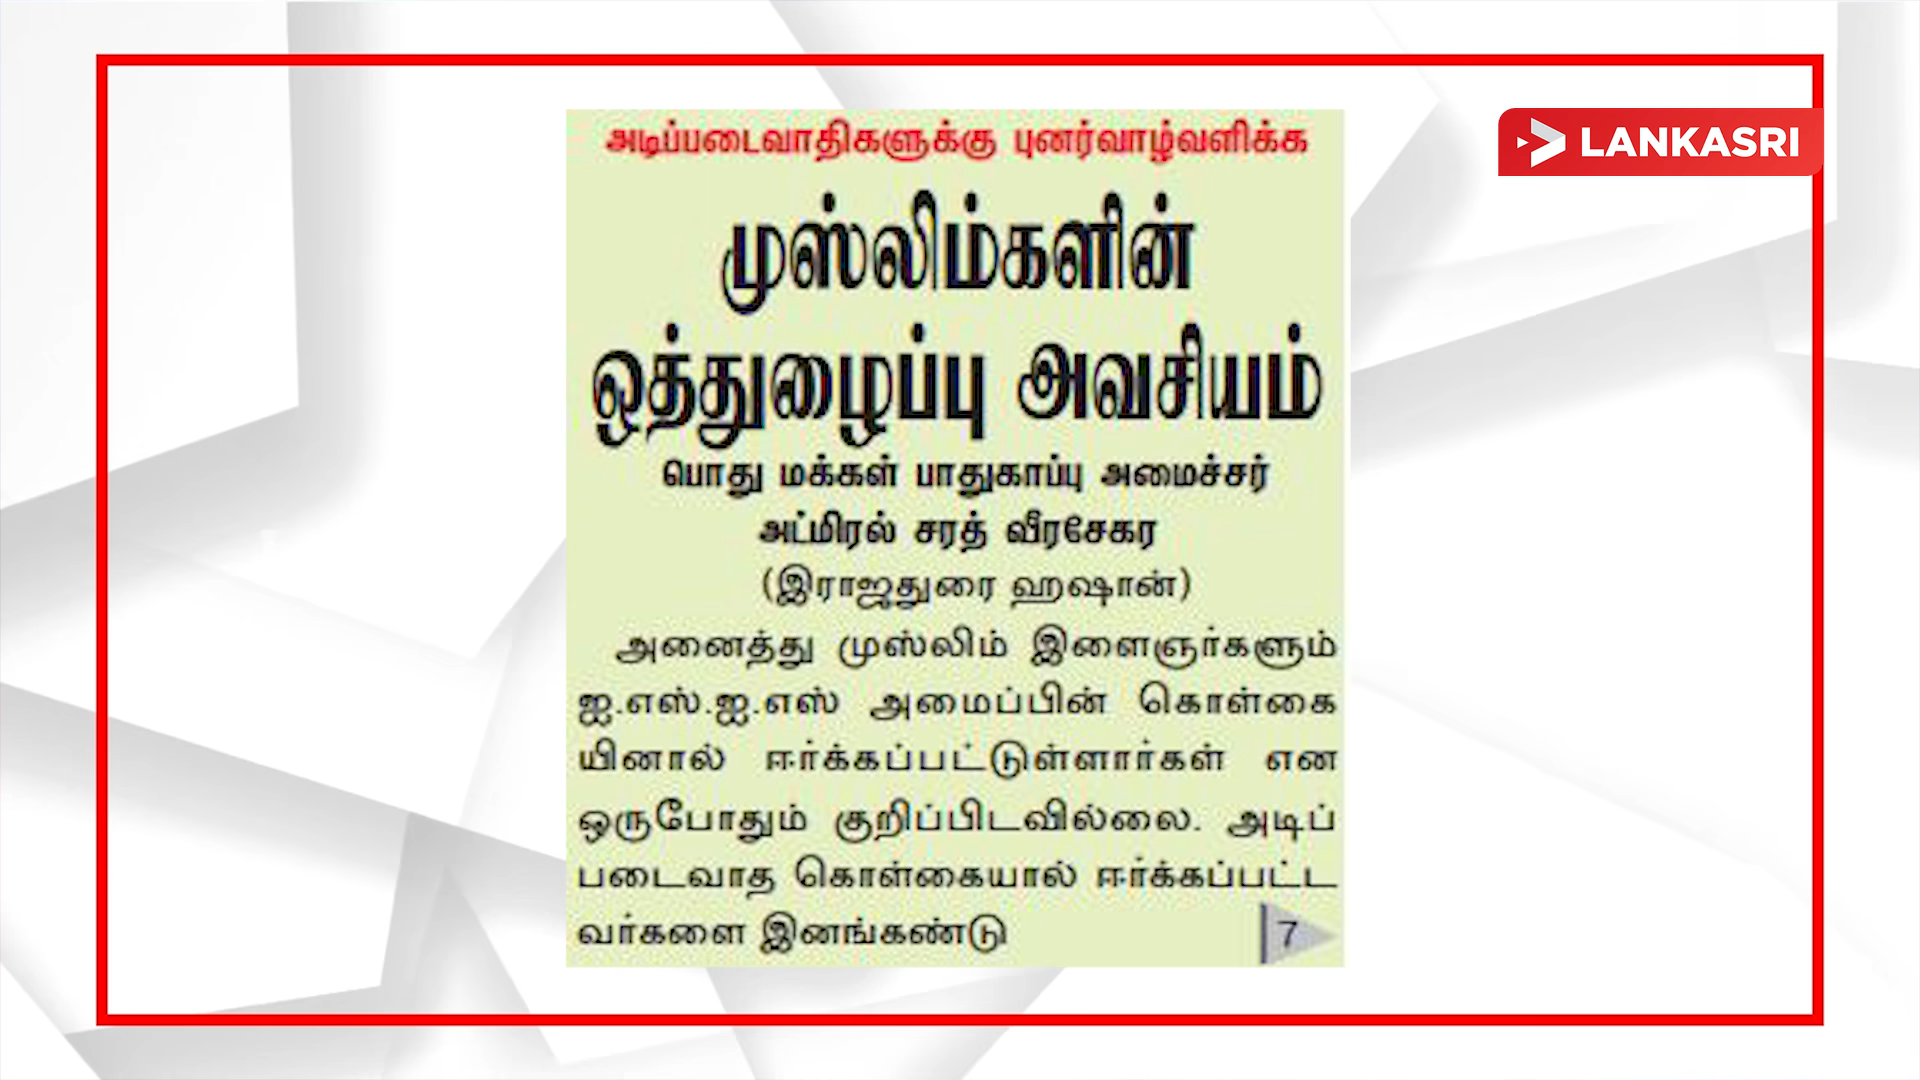 LANKASRI
அடிப்படைவாதிகளுக்கு புனர்வாழ்வளிக்க
முஸ்லிம்களின்
ஒத்துழைப்பு அவசியம்
பொது மக்கள் பாதுகாப்பு அமைச்சர்
அட்மிரல் சரத் வீரசேகர
(இராஜதுரை ஹஷான்)
அனைத்து முஸ்லிம் இளைஞர்களும்
ஐ.எஸ்.ஐ.எஸ் அமைப்பின் கொள்கை
யினால் ஈர்க்கப்பட்டுள்ளார்கள் என
ஒருபோதும் குறிப்பிடவில்லை. அடிப்
படைவாத கொள்கையால் ஈர்க்கப்பட்ட
வர்களை இனங்கண்டு
7